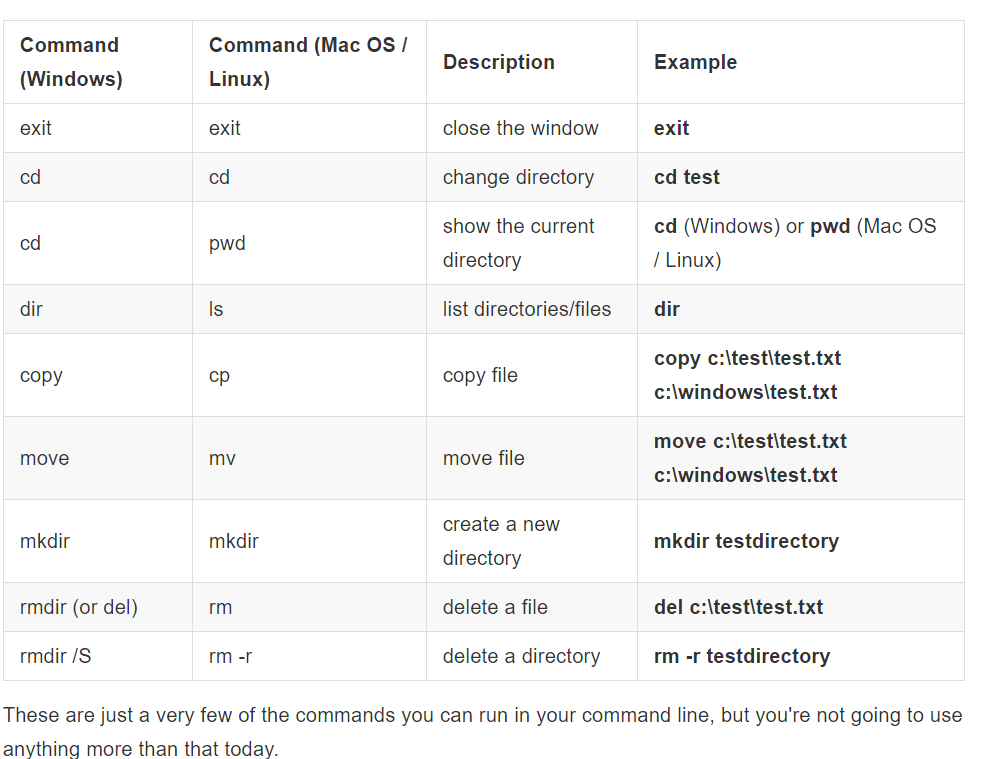 Command (Windows)
Command (Mac OS / Linux)
Description
Example
exit
exit
close the window
exit
cd
cd
change directory
cd test
cd
pwd
show the current directory
cd (Windows) or pwd (Mac OS / Linux)
dir
ls
list directories/files
dir
copy
cp
copy file
copy c:\test\test.txt
c:\windows\test.txt
move
mv
move file
move c:\test\test.txt
c:\windows\test.txt
mkdir
mkdir
create a new directory
mkdir testdirectory
rmdir (or del)
rm
delete a file
del c:\test\test.txt
rmdir /S
rm -r
delete a directory
rm -r testdirectory
These are just a very few of the commands you can run in your command line, but you're not going to use
anything more than that today.